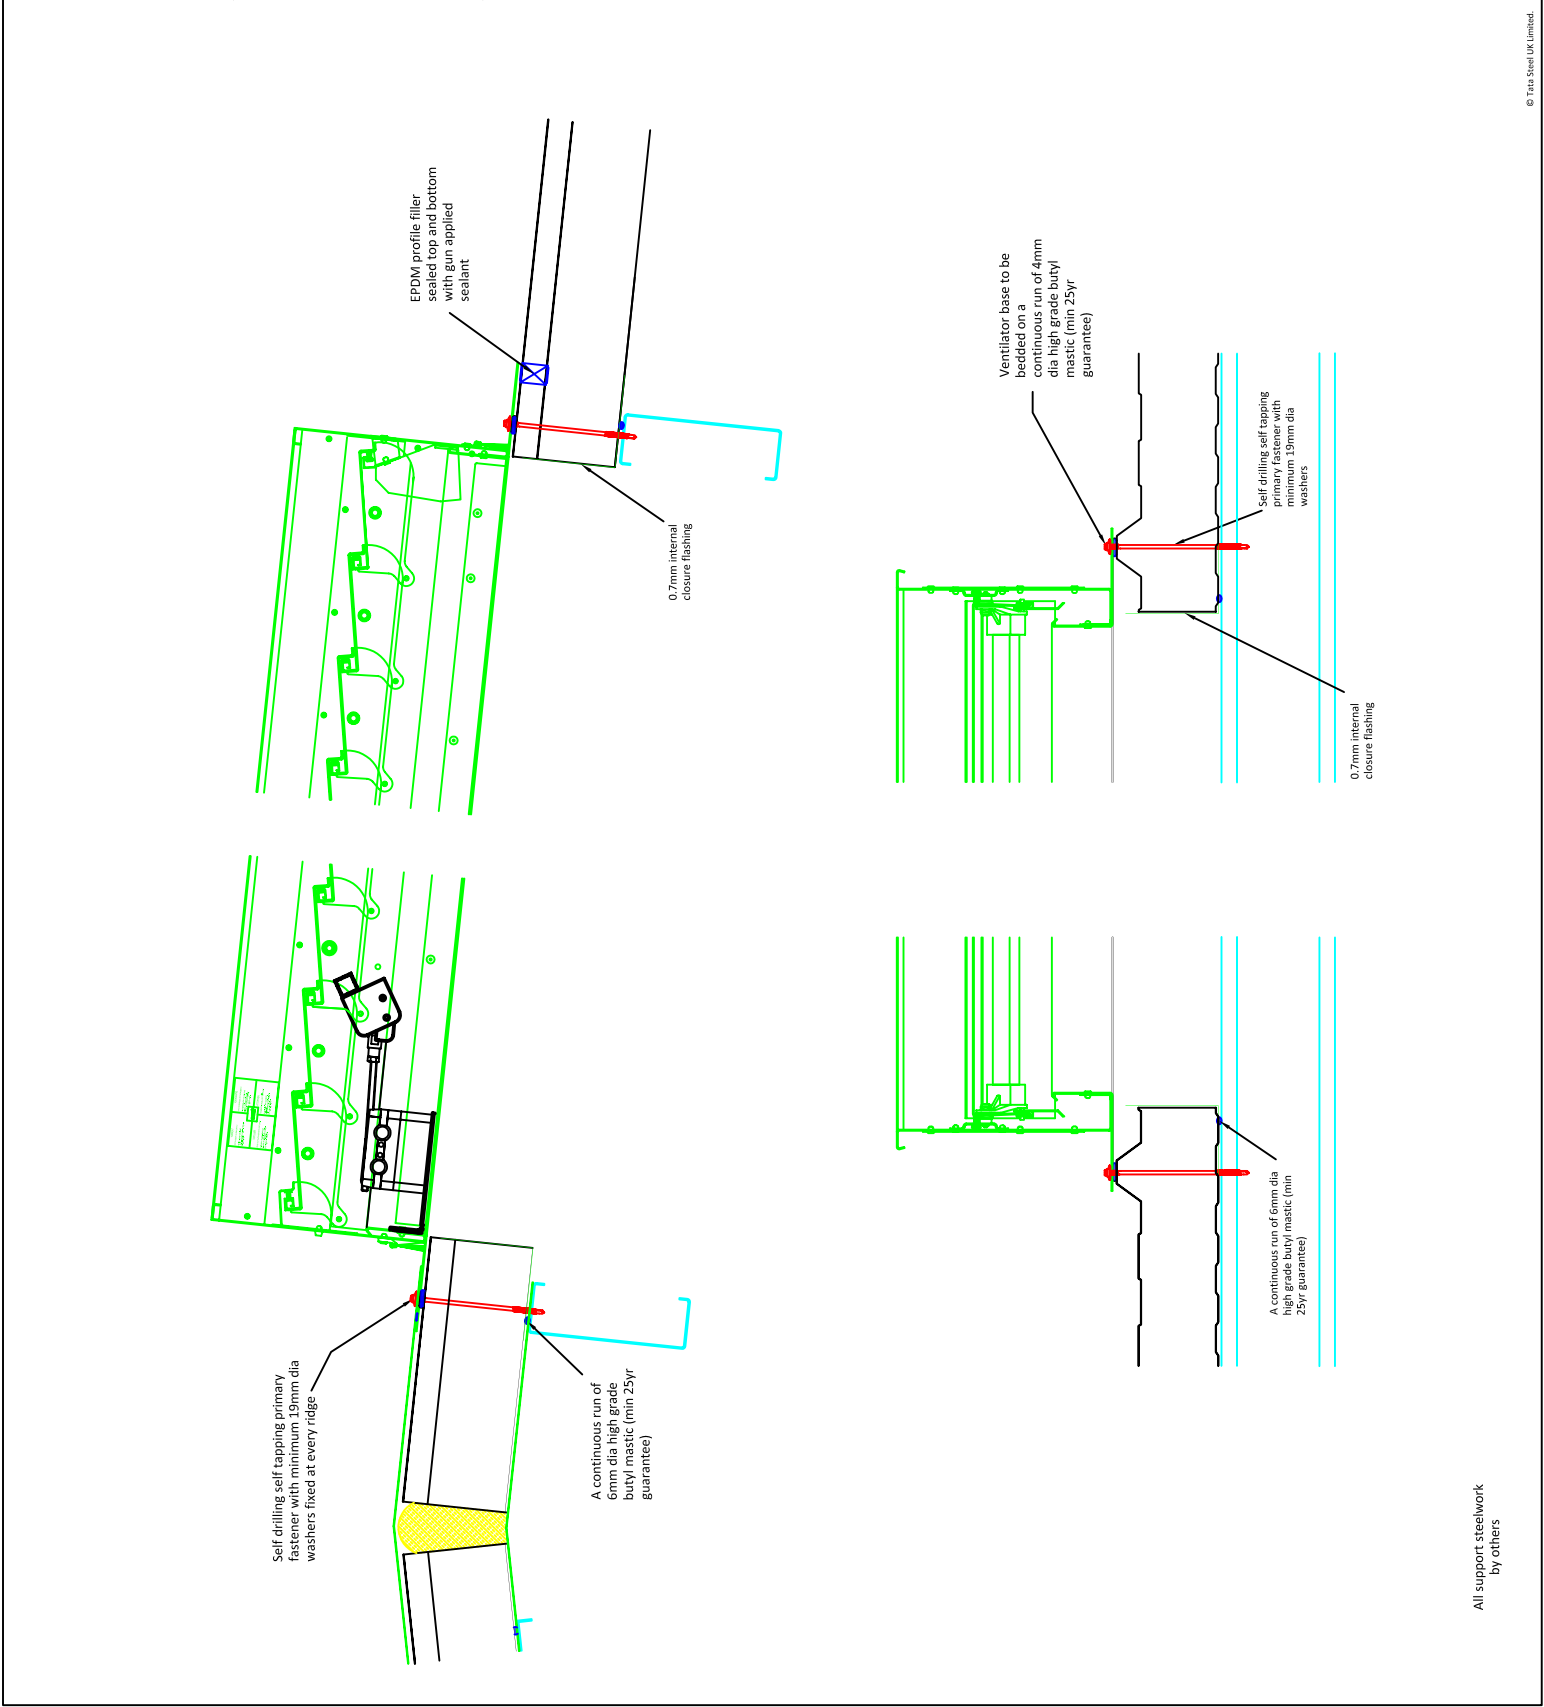 Self drilling self tapping primary
fastener with minimum 19mm dia
washers fixed at every ridge
EPDM profile filler
sealed top and bottom
with gun applied
sealant
A continuous run of
6mm dia high grade
butyl mastic (min 25yr
guarantee)
0.7mm internal
closure flashing
Ventilator base to be
bedded on a
continuous run of 4mm
dia high grade butyl
mastic (min 25yr
guarantee)
Self drilling self tapping
primary fastener with
minimum 19mm dia
washers
A continuous run of 6mm dia
high grade butyl mastic (min
25yr guarantee)
0.7mm internal
closure flashing
All support steelwork
by others
© Tata Steel UK Limited.